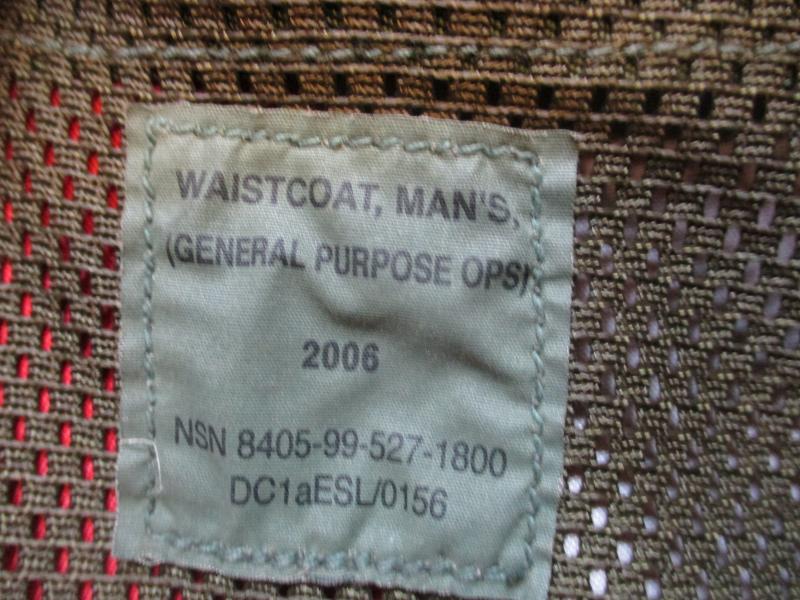 WAISTCOAT, MAN'S,
(GENERAL PURPOSE OPS)
2006
NSN 8405-99-527-1800
DC1aESL/0156